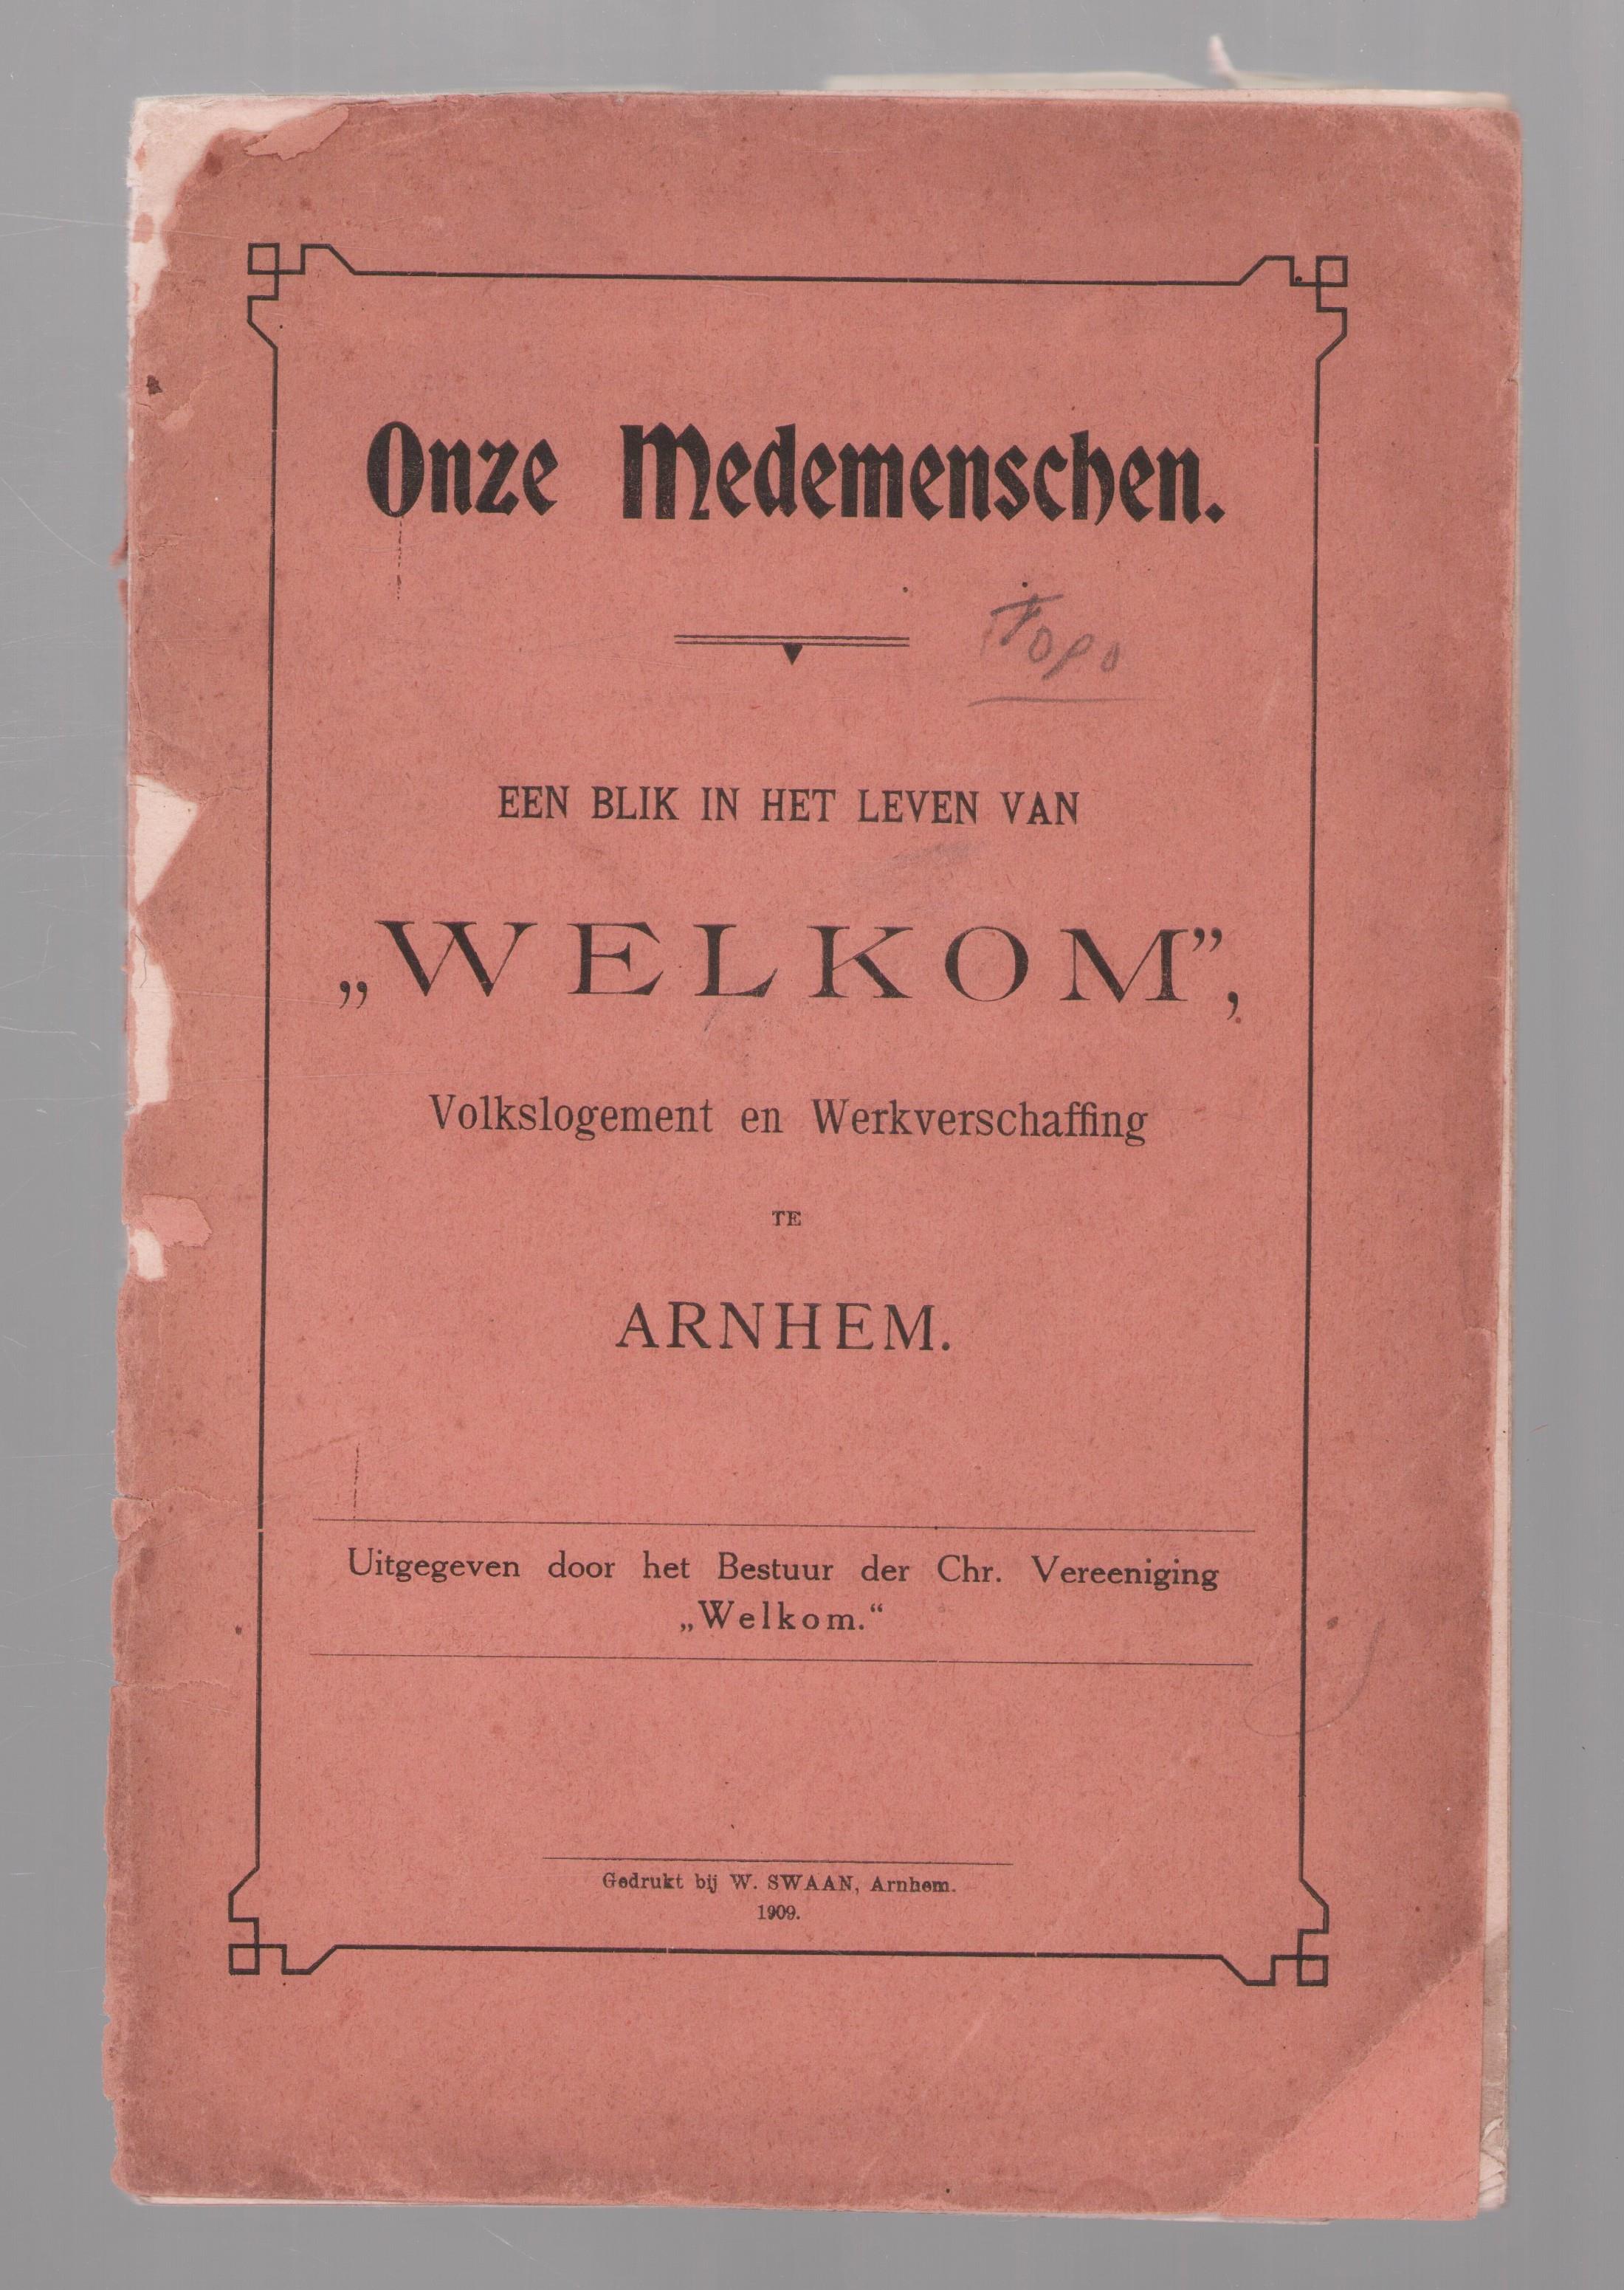 Onze Medemenschen.
Topo
EEN BLIK IN HET LEVEN VAN
„WELKOM”,
Volkslogement en Werkverschaffing
TE
ARNHEM.
Uitgegeven door het Bestuur der Chr. Vereeniging
„Welkom.“
Gedrukt bij W. SWAAN, Arnhem.
1909.